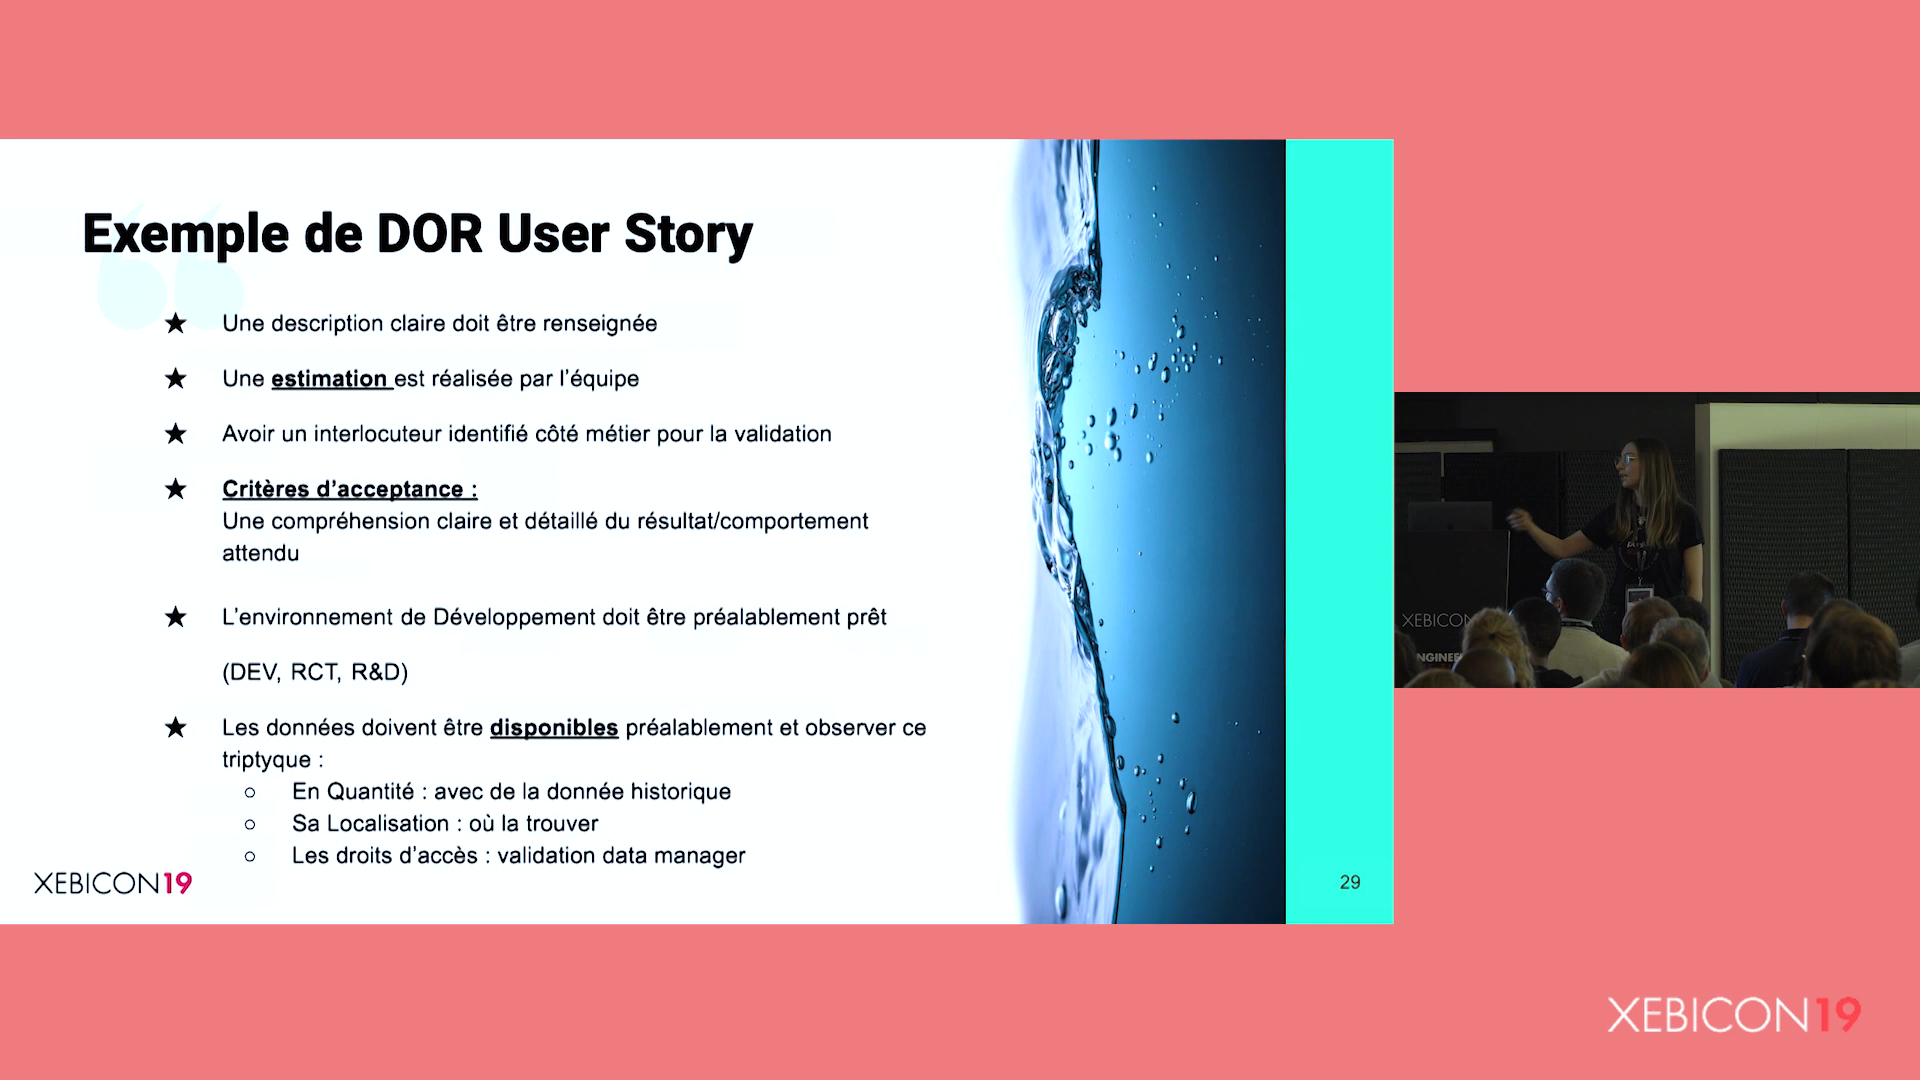 Exemple de DOR User Story
★ Une description claire doit être renseignée
★ Une estimation est réalisée par l'équipe
★ Avoir un interlocuteur identifié côté métier pour la validation
★ Critères d'acceptance :
Une compréhension claire et détaillé du résultat/comportement
attendu
★ L'environnement de Développement doit être préalablement prêt
(DEV, RCT, R&D)
★ Les données doivent être disponibles préalablement et observer ce
triptyque :
○ En Quantité : avec de la donnée historique
○ Sa Localisation : où la trouver
○ Les droits d'accès : validation data manager
XEBICON19
29
XEBICON
XEBICON19